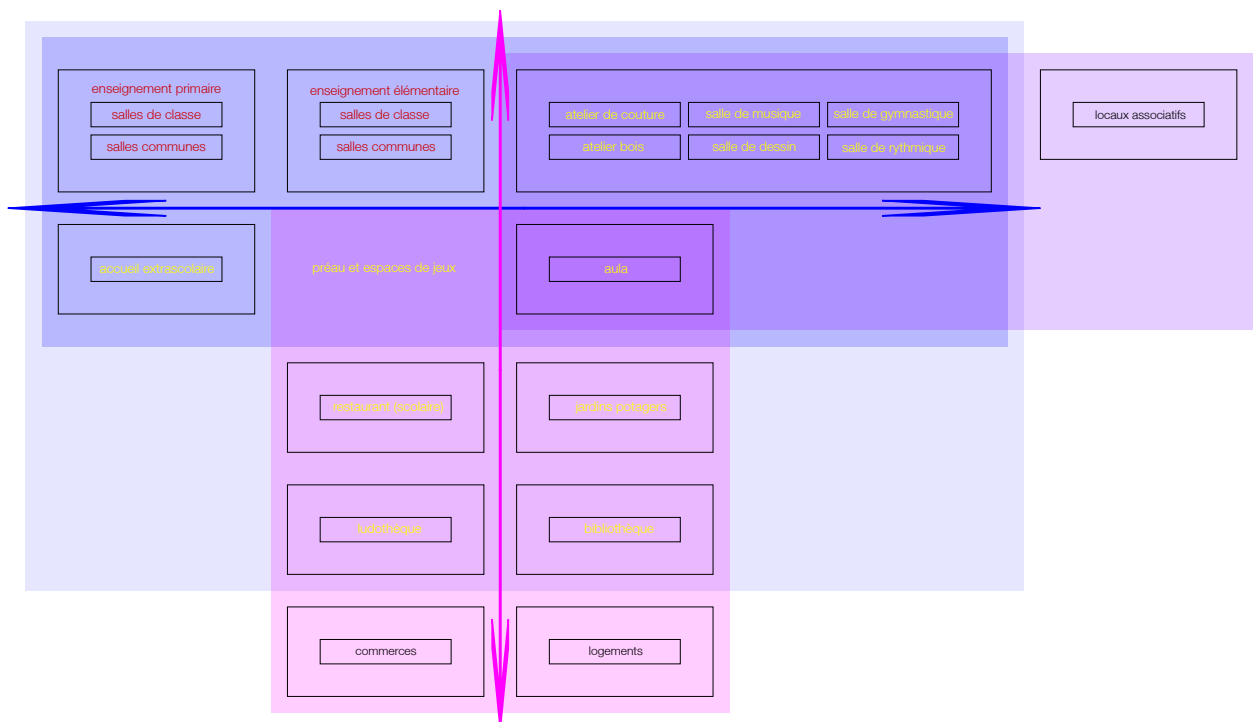 enseignement primaire
salles de classe
salles communes
enseignement élémentaire
salles de classe
salles communes
atelier de couture
salle de musique
salle de gymnastique
atelier bois
salle de dessin
salle de rythmique
locaux associatifs
accueil extrascolaire
préau et espaces de jeux
aula
restaurant (scolaire)
jardins potagers
ludothèque
bibliothèque
commerces
logements